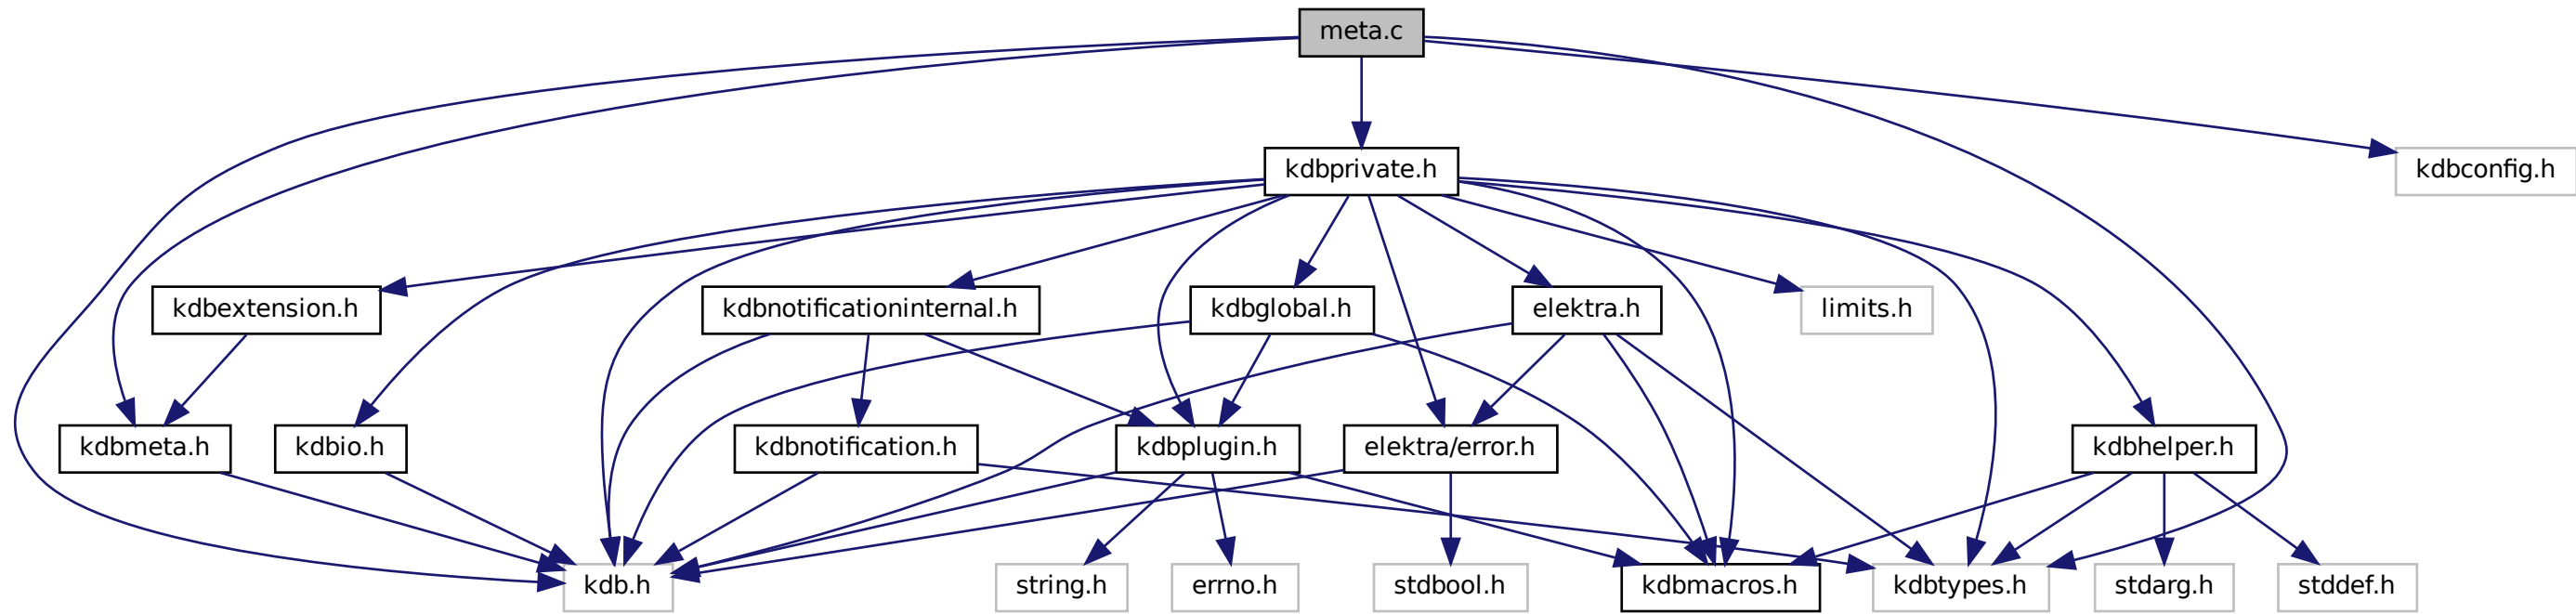 meta.c
kdbprivate.h
kdbconfig.h
kdbextension.h
kdbnotificationinternal.h
kdbglobal.h
elektra.h
limits.h
kdbmeta.h
kdbio.h
kdbnotification.h
kdbplugin.h
elektra/error.h
kdbhelper.h
kdb.h
string.h
errno.h
stdbool.h
kdbmacros.h
kdbtypes.h
stdarg.h
stddef.h